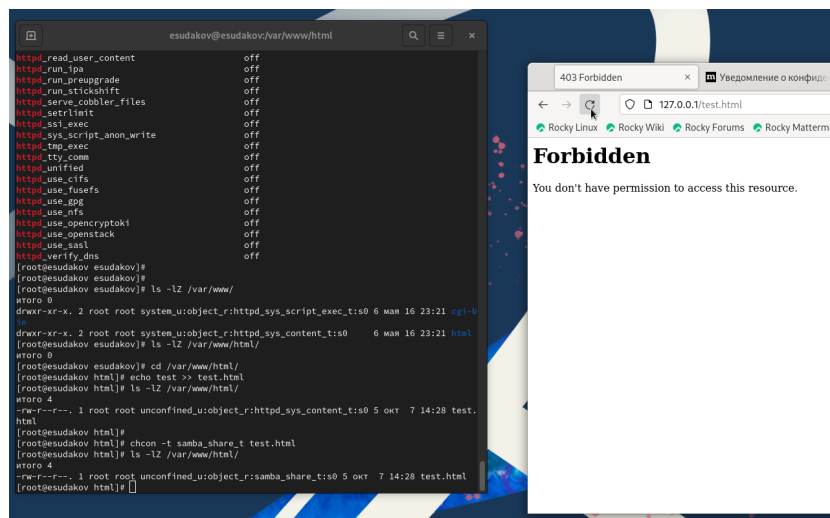 esudakov@esudakov:/var/www/html
httpd_read_user_content off
httpd_run_ipa off
httpd_run_preupgrade off
httpd_run_stickshift off
httpd_serve_cobbler_files off
httpd_setrlimit off
httpd_ssi_exec off
httpd_sys_script_anon_write off
httpd_tmp_exec off
httpd_tty_comm off
httpd_unified off
httpd_use_cifs off
httpd_use_fusefs off
httpd_use_gpg off
httpd_use_nfs off
httpd_use_opencryptoki off
httpd_use_openstack off
httpd_use_sasl off
httpd_verify_dns off
[root@esudakov esudakov]#
[root@esudakov esudakov]#
[root@esudakov esudakov]# ls -lZ /var/www/
итого 0
drwxr-xr-x. 2 root root system_u:object_r:httpd_sys_script_exec_t:s0 6 мая 16 23:21 cgi-b
in
drwxr-xr-x. 2 root root system_u:object_r:httpd_sys_content_t:s0 6 мая 16 23:21 html
[root@esudakov esudakov]# ls -lZ /var/www/html/
итого 0
[root@esudakov esudakov]# cd /var/www/html/
[root@esudakov html]# echo test >> test.html
[root@esudakov html]# ls -lZ /var/www/html/
итого 4
-rw-r--r--. 1 root root unconfined_u:object_r:httpd_sys_content_t:s0 5 окт 7 14:28 test.
html
[root@esudakov html]#
[root@esudakov html]# chcon -t samba_share_t test.html
[root@esudakov html]# ls -lZ /var/www/html/
итого 4
-rw-r--r--. 1 root root unconfined_u:object_r:samba_share_t:s0 5 окт 7 14:28 test.html
[root@esudakov html]#
403 Forbidden
Уведомление о конфиде
127.0.0.1/test.html
Rocky Linux Rocky Wiki Rocky Forums Rocky Matterm
Forbidden
You don't have permission to access this resource.